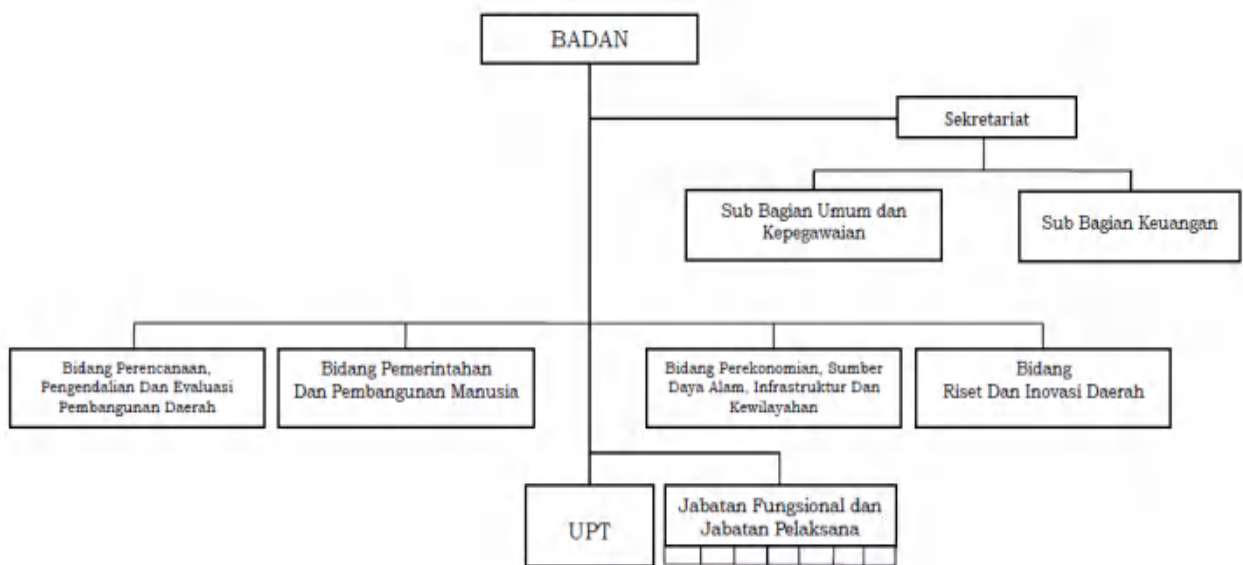 BADAN
Sekretariat
Sub Bagian Umum dan
Kepegawaian
Sub Bagian Keuangan
Bidang Perencanaan,
Pengendalian Dan Evaluasi
Pembangunan Daerah
Bidang Pemerintahan
Dan Pembangunan Manusia
Bidang Perekonomian, Sumber
Daya Alam, Infrastruktur Dan
Kewilayahan
Bidang
Riset Dan Inovasi Daerah
UPT
Jabatan Fungsional dan
Jabatan Pelaksana